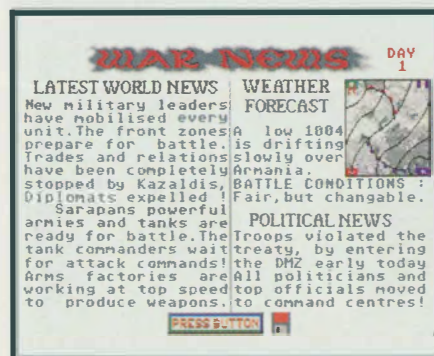 WAR NEWS
DAY
1
LATEST WORLD NEWS
New military leaders
have mobilised every
unit.The front zones
prepare for battle.
Trades and relations
have been completely
stopped by Kazaldis,
Diplomats expelled !
Sarapans powerful
armies and tanks are
ready for battle.The
tank commanders wait
for attack commands!
Arms factories are
working at top speed
to produce weapons.
WEATHER
FORECAST
A low 1004
is drifting
slowly over
Armania.
BATTLE CONDITIONS :
Fair,but changable.
POLITICAL NEWS
Troops violated the
treaty, by entering
the DMZ early today
All politicians and
top officials moved
to command centres!
PRESS BUTTON